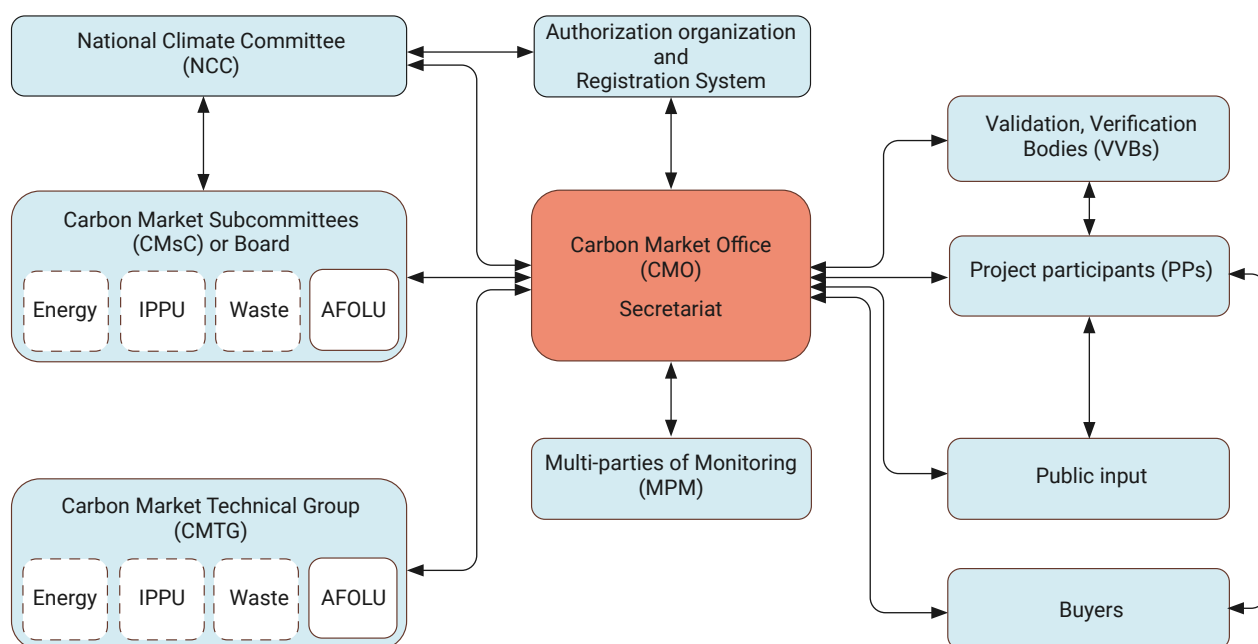 National Climate Committee
(NCC)
Authorization organization
and
Registration System
Validation, Verification
Bodies (VVBs)
Carbon Market Subcommittees
(CMsC) or Board
Energy
IPPU
Waste
AFOLU
Carbon Market Office
(CMO)
Secretariat
Project participants (PPs)
Multi-parties of Monitoring
(MPM)
Public input
Carbon Market Technical Group
(CMTG)
Energy
IPPU
Waste
AFOLU
Buyers